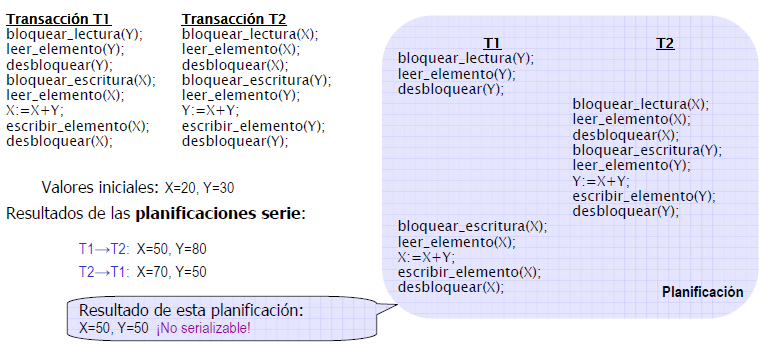 Transacción T1
bloquear_lectura(Y);
leer_elemento(Y);
desbloquear(Y);
bloquear_escritura(X);
leer_elemento(X);
X:=X+Y;
escribir_elemento(X);
desbloquear(X);
Transacción T2
bloquear_lectura(X);
leer_elemento(X);
desbloquear(X);
bloquear_escritura(Y);
leer_elemento(Y);
Y:=X+Y;
escribir_elemento(Y);
desbloquear(Y);
Valores iniciales: X=20, Y=30
Resultados de las planificaciones serie:
T1→T2: X=50, Y=80
T2→T1: X=70, Y=50
T1
bloquear_lectura(Y);
leer_elemento(Y);
desbloquear(Y);
T2
bloquear_lectura(X);
leer_elemento(X);
desbloquear(X);
bloquear_escritura(Y);
leer_elemento(Y);
Y:=X+Y;
escribir_elemento(Y);
desbloquear(Y);
bloquear_escritura(X);
leer_elemento(X);
X:=X+Y;
escribir_elemento(X);
desbloquear(X);
Planificación
Resultado de esta planificación:
X=50, Y=50 ¡No serializable!